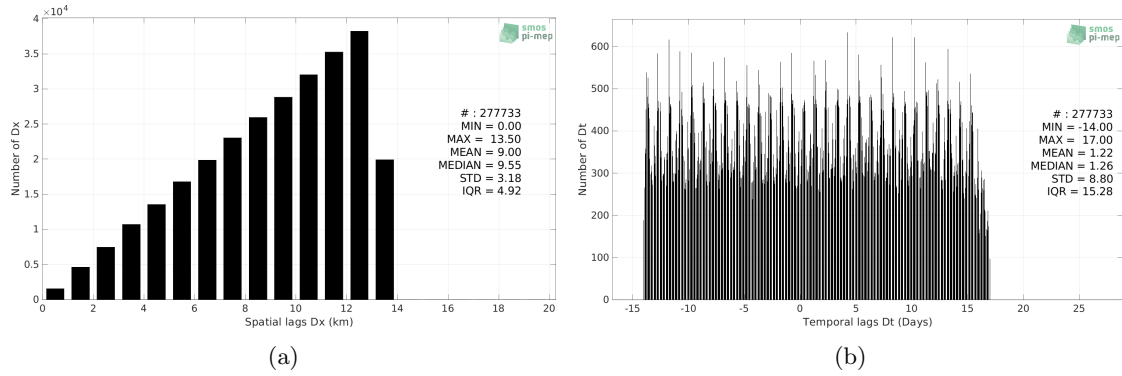 4 ×10⁴
3.5
3
2.5
2
1.5
1
0.5
0
0 2 4 6 8 10 12 14 16 18 20
Number of Dx
Spatial lags Dx (km)
smos
pi-mep
# : 277733
MIN = 0.00
MAX = 13.50
MEAN = 9.00
MEDIAN = 9.55
STD = 3.18
IQR = 4.92
(a)
600
500
400
300
200
100
0
-15 -10 -5 0 5 10 15 20 25
Number of Dt
Temporal lags Dt (Days)
smos
pi-mep
# : 277733
MIN = -14.00
MAX = 17.00
MEAN = 1.22
MEDIAN = 1.26
STD = 8.80
IQR = 15.28
(b)